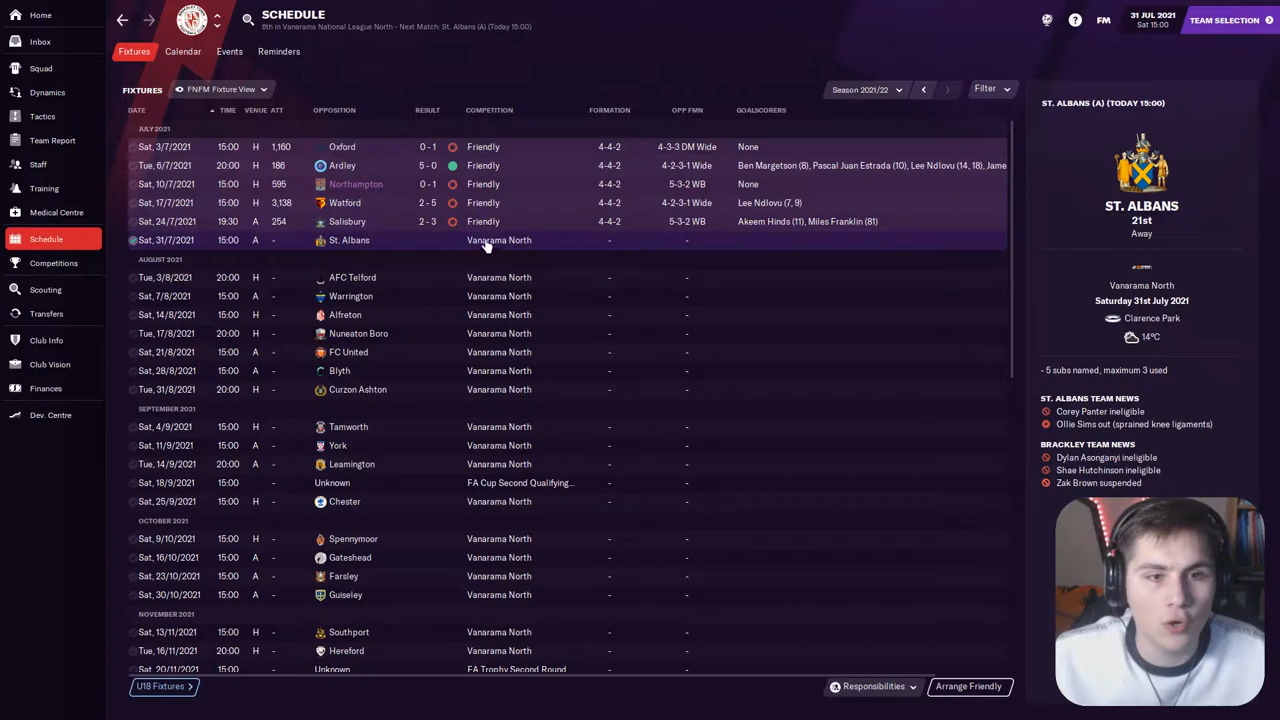 Home
Inbox
Squad
Dynamics
Tactics
Team Report
Staff
Training
Medical Centre
Schedule
Competitions
Scouting
Transfers
Club Info
Club Vision
Finances
Dev. Centre
SCHEDULE
6th in Vanarama National League North - Next Match: St. Albans (A) (Today 15:00)
FM
31 JUL 2021
Sat 15:00
TEAM SELECTION
Fixtures Calendar Events Reminders
FIXTURES FNFM Fixture View Season 2021/22 Filter
DATE TIME VENUE ATT OPPOSITION RESULT COMPETITION FORMATION OPP FMN GOALSCORERS
JULY 2021
Sat, 3/7/2021 15:00 H 1,160 Oxford 0 - 1 Friendly 4-4-2 4-3-3 DM Wide None
Tue, 6/7/2021 20:00 H 186 Ardley 5 - 0 Friendly 4-4-2 4-2-3-1 Wide Ben Margetson (8), Pascal Juan Estrada (10), Lee Ndlovu (14, 18), Jame
Sat, 10/7/2021 15:00 H 595 Northampton 0 - 1 Friendly 4-4-2 5-3-2 WB None
Sat, 17/7/2021 15:00 H 3,138 Watford 2 - 5 Friendly 4-4-2 4-2-3-1 Wide Lee Ndlovu (7, 9)
Sat, 24/7/2021 19:30 A 254 Salisbury 2 - 3 Friendly 4-4-2 5-3-2 WB Akeem Hinds (11), Miles Franklin (81)
Sat, 31/7/2021 15:00 A - St. Albans Vanarama North - -
AUGUST 2021
Tue, 3/8/2021 20:00 H - AFC Telford Vanarama North - -
Sat, 7/8/2021 15:00 H - Warrington Vanarama North - -
Sat, 14/8/2021 15:00 A - Alfreton Vanarama North - -
Tue, 17/8/2021 20:00 H - Nuneaton Boro Vanarama North - -
Sat, 21/8/2021 15:00 A - FC United Vanarama North - -
Sat, 28/8/2021 15:00 A - Blyth Vanarama North - -
Tue, 31/8/2021 20:00 H - Curzon Ashton Vanarama North - -
SEPTEMBER 2021
Sat, 4/9/2021 15:00 H - Tamworth Vanarama North - -
Sat, 11/9/2021 15:00 A - York Vanarama North - -
Tue, 14/9/2021 20:00 A - Leamington Vanarama North - -
Sat, 18/9/2021 15:00 Unknown FA Cup Second Qualifying... - -
Sat, 25/9/2021 15:00 H - Chester Vanarama North - -
OCTOBER 2021
Sat, 9/10/2021 15:00 H - Spennymoor Vanarama North - -
Sat, 16/10/2021 15:00 A - Gateshead Vanarama North - -
Sat, 23/10/2021 15:00 A - Farsley Vanarama North - -
Sat, 30/10/2021 15:00 A - Guiseley Vanarama North - -
NOVEMBER 2021
Sat, 13/11/2021 15:00 H - Southport Vanarama North - -
Tue, 16/11/2021 20:00 H - Hereford Vanarama North - -
Sat, 20/11/2021 15:00 Unknown FA Trophy Second Round - -
U18 Fixtures Responsibilities Arrange Friendly
ST. ALBANS (A) (TODAY 15:00)
ST. ALBANS
21st
Away
Vanarama North
Saturday 31st July 2021
Clarence Park
14°C
- 5 subs named, maximum 3 used
ST. ALBANS TEAM NEWS
Corey Panter ineligible
Ollie Sims out (sprained knee ligaments)
BRACKLEY TEAM NEWS
Dylan Asonganyi ineligible
Shae Hutchinson ineligible
Zak Brown suspended